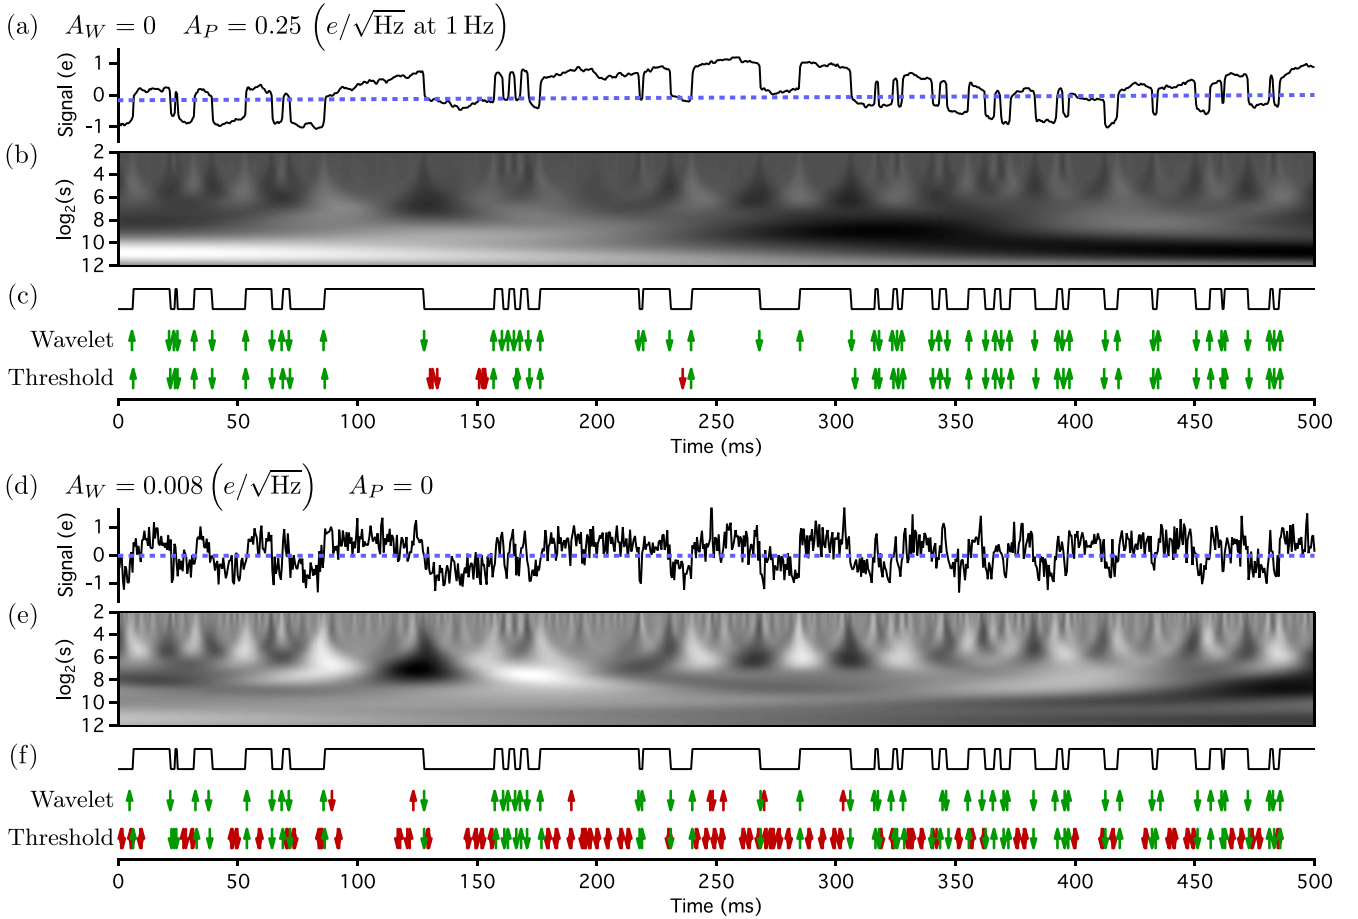 (a) A_W = 0 A_P = 0.25 (e/√Hz at 1 Hz)
Signal (e)
1
0
-1
(b)
log₂(s)
2
4
6
8
10
12
(c)
Wavelet
Threshold
0 50 100 150 200 250 300 350 400 450 500
Time (ms)
(d) A_W = 0.008 (e/√Hz) A_P = 0
Signal (e)
1
0
-1
(e)
log₂(s)
2
4
6
8
10
12
(f)
Wavelet
Threshold
0 50 100 150 200 250 300 350 400 450 500
Time (ms)